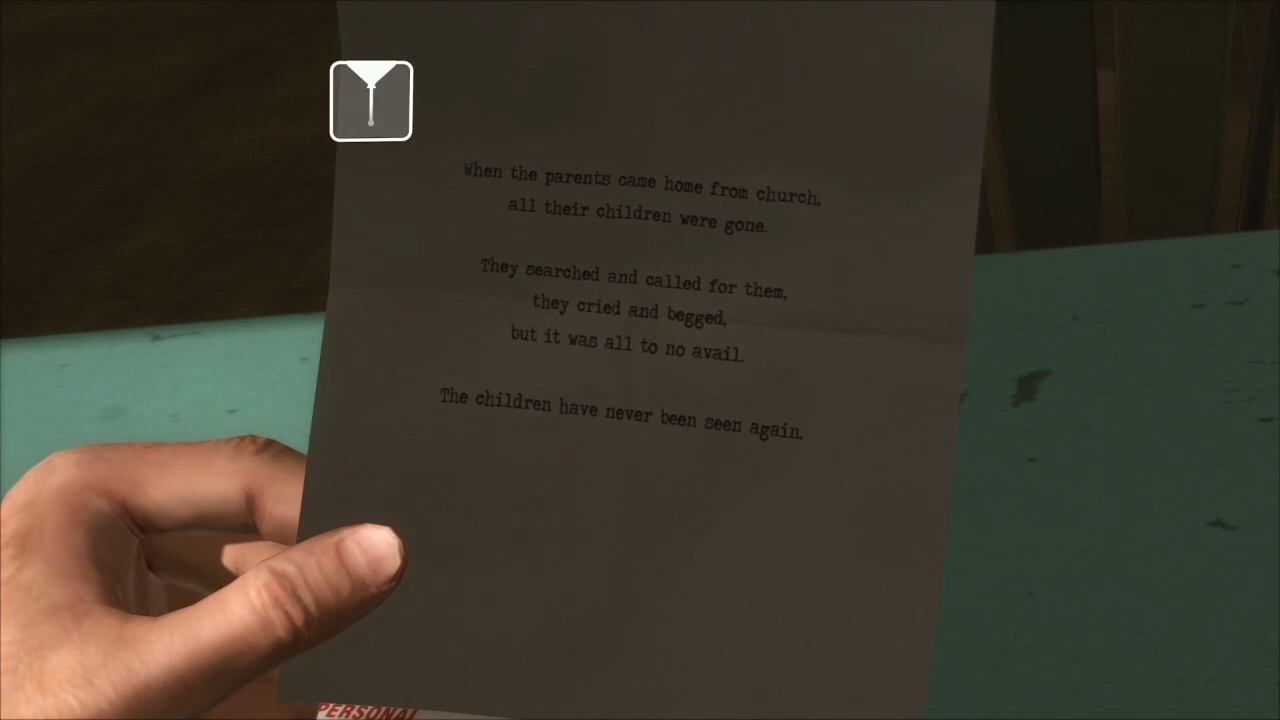 When the parents came home from church,
all their children were gone.
They searched and called for them,
they cried and begged,
but it was all to no avail.
The children have never been seen again.
PERSONAL